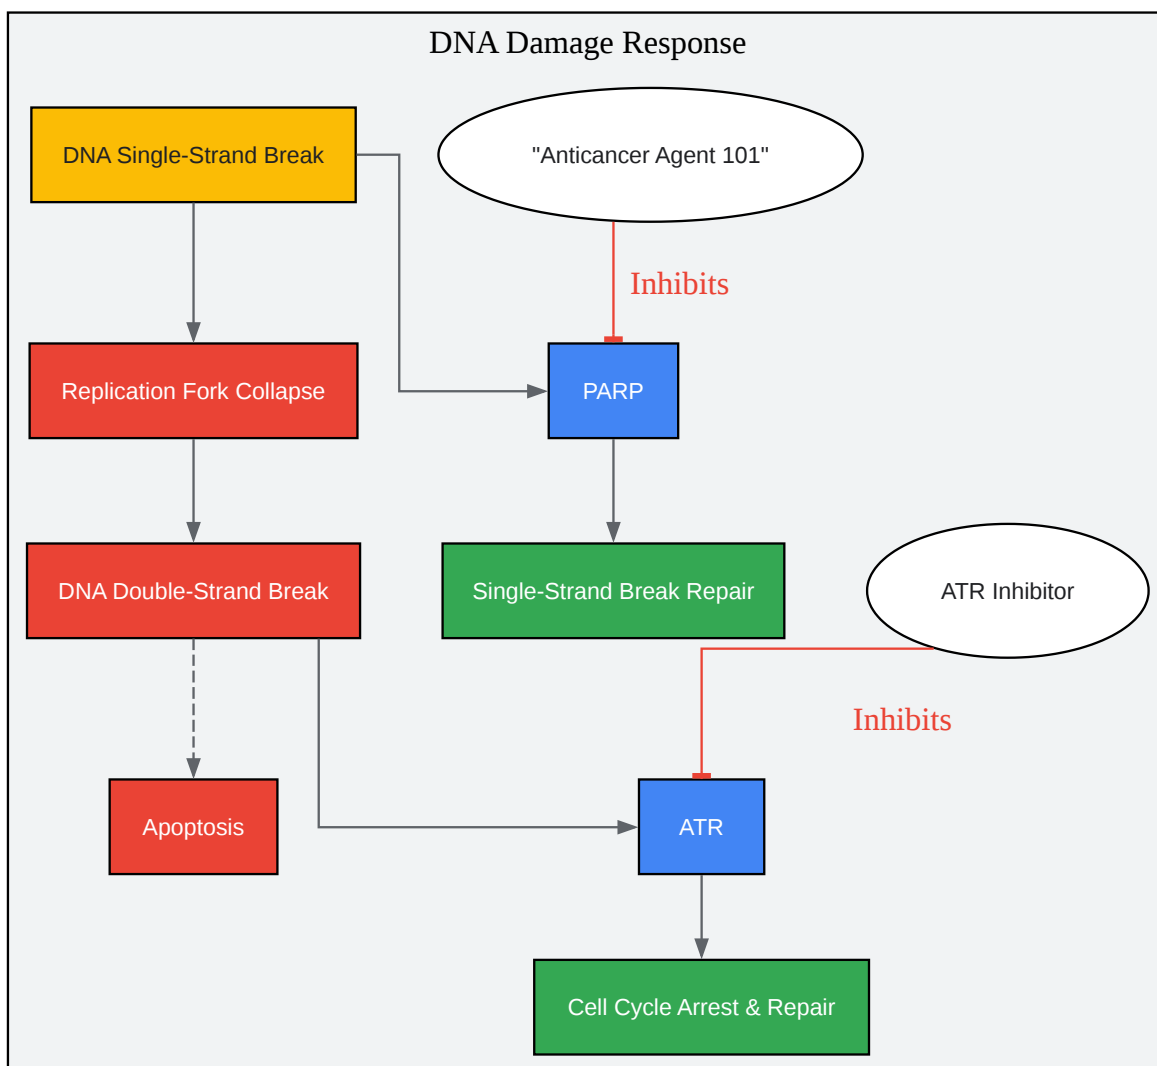 DNA Damage Response
DNA Single-Strand Break
"Anticancer Agent 101"
Inhibits
Replication Fork Collapse
PARP
DNA Double-Strand Break
Single-Strand Break Repair
ATR Inhibitor
Inhibits
Apoptosis
ATR
Cell Cycle Arrest & Repair